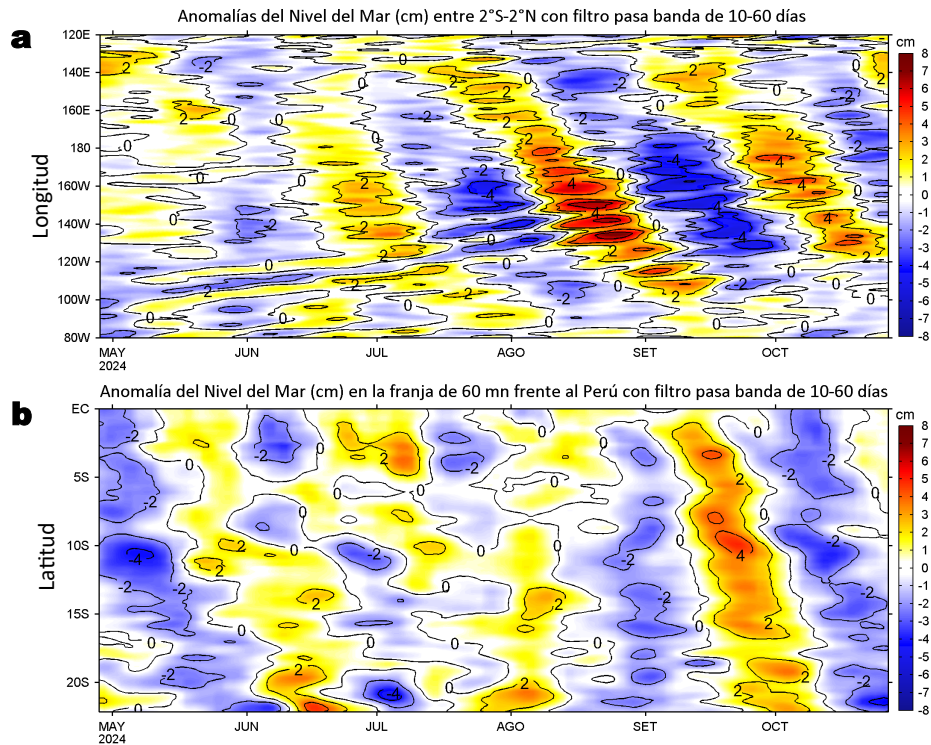 Anomalías del Nivel del Mar (cm) entre 2°S-2°N con filtro pasa banda de 10-60 días
a
cm
Longitud
120E
140E
160E
180
160W
140W
120W
100W
80W
8
7
6
5
4
3
2
1
0
-1
-2
-3
-4
-5
-6
-7
-8
MAY JUN JUL AGO SET OCT
2024
Anomalía del Nivel del Mar (cm) en la franja de 60 mn frente al Perú con filtro pasa banda de 10-60 días
b
cm
Latitud
EC
5S
10S
15S
20S
8
7
6
5
4
3
2
1
0
-1
-2
-3
-4
-5
-6
-7
-8
MAY JUN JUL AGO SET OCT
2024